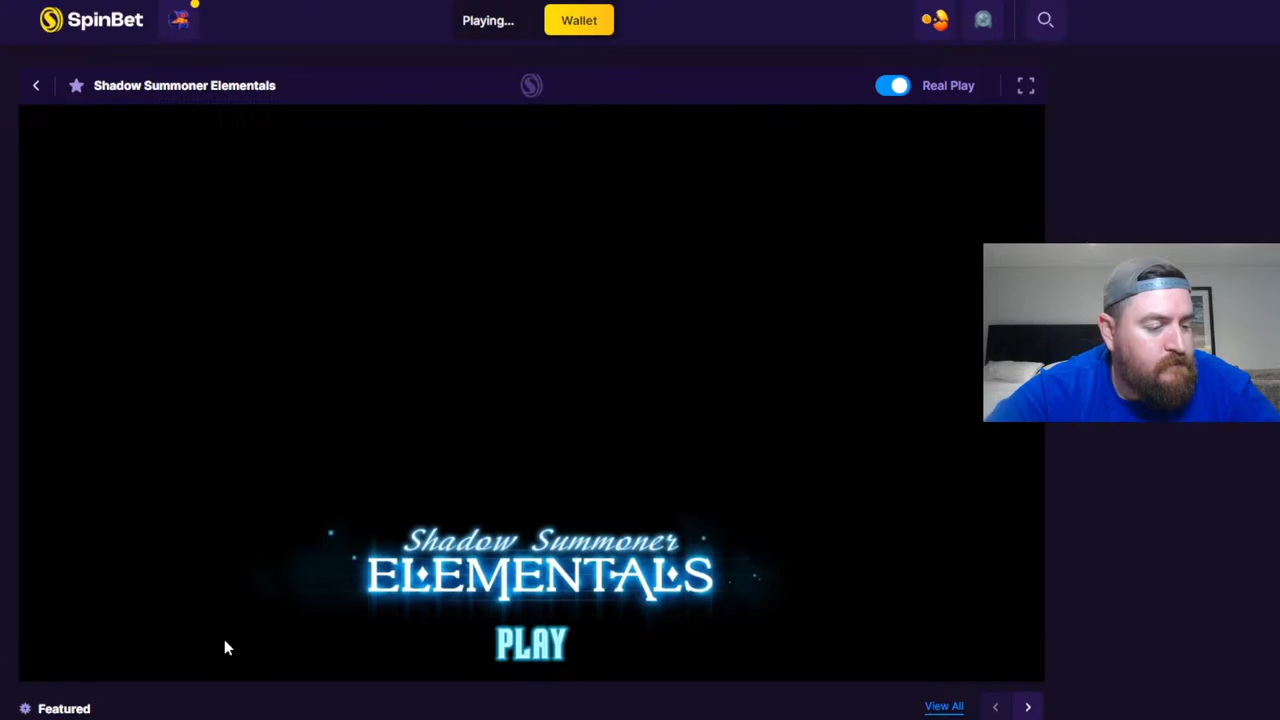 SpinBet
Playing...
Wallet
Shadow Summoner Elementals
Real Play
Shadow Summoner
ELEMENTALS
PLAY
Featured
View All